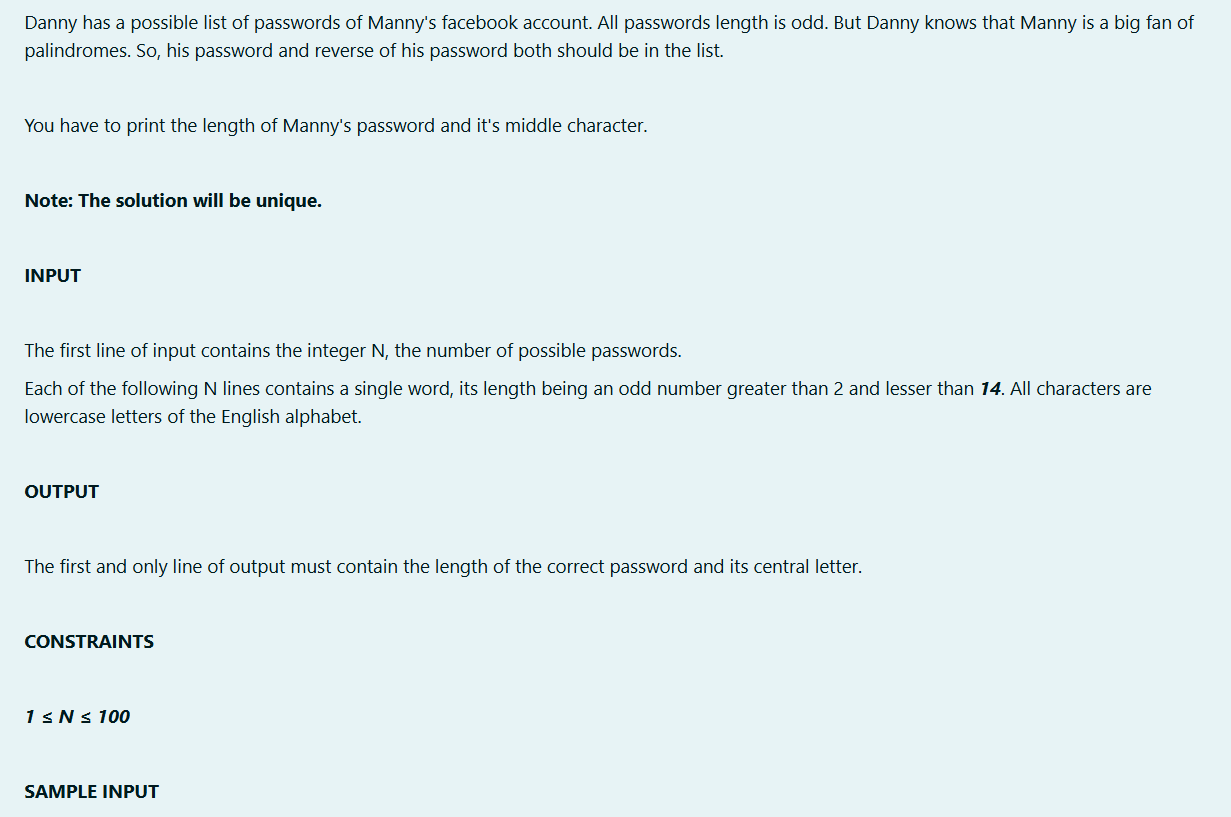 Danny has a possible list of passwords of Manny's facebook account. All passwords length is odd. But Danny knows that Manny is a big fan of
palindromes. So, his password and reverse of his password both should be in the list.
You have to print the length of Manny's password and it's middle character.
Note: The solution will be unique.
INPUT
The first line of input contains the integer N, the number of possible passwords.
Each of the following N lines contains a single word, its length being an odd number greater than 2 and lesser than 14. All characters are
lowercase letters of the English alphabet.
OUTPUT
The first and only line of output must contain the length of the correct password and its central letter.
CONSTRAINTS
1 ≤ N ≤ 100
SAMPLE INPUT